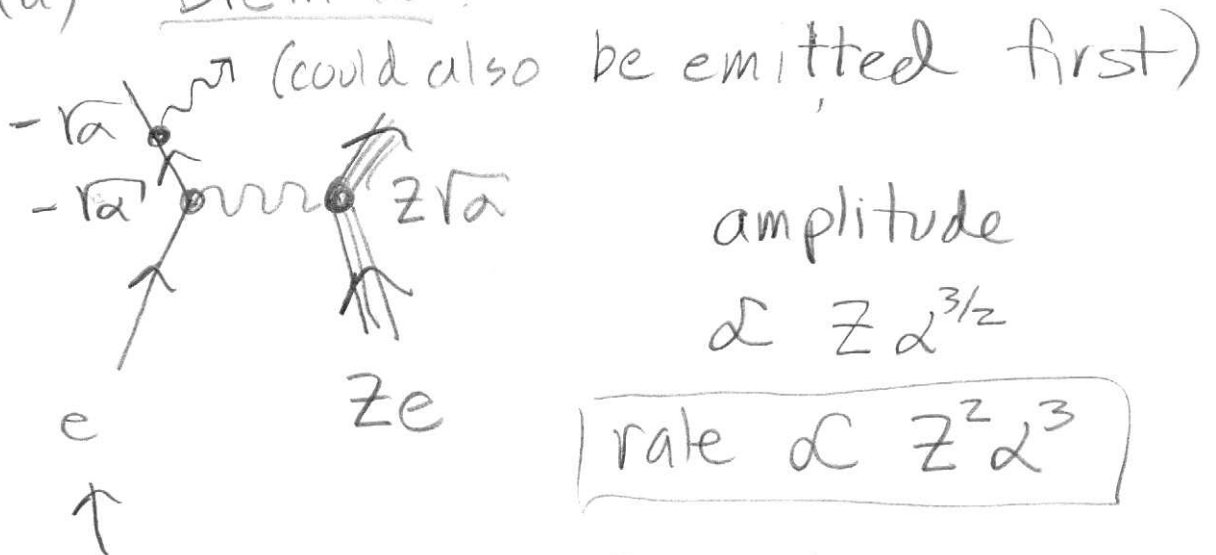 (could also be emitted first)
-√α
-√α
Z√α
amplitude
∝ Z α^3/2
e
Ze
rate ∝ Z²α³